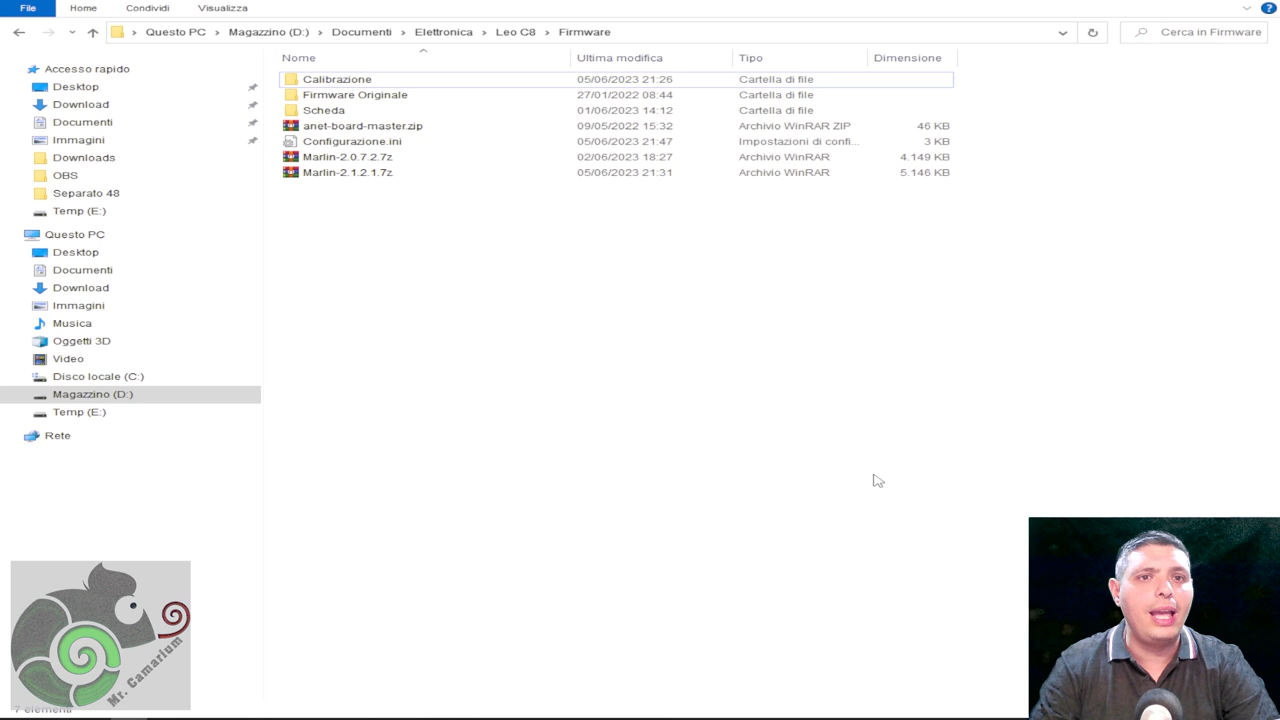 File Home Condividi Visualizza
Questo PC > Magazzino (D:) > Documenti > Elettronica > Leo C8 > Firmware
Cerca in Firmware
Nome Ultima modifica Tipo Dimensione
Accesso rapido
Desktop
Download
Documenti
Immagini
Downloads
OBS
Separato 48
Temp (E:)
Questo PC
Desktop
Documenti
Download
Immagini
Musica
Oggetti 3D
Video
Disco locale (C:)
Magazzino (D:)
Temp (E:)
Rete
Calibrazione 05/06/2023 21:26 Cartella di file
Firmware Originale 27/01/2022 08:44 Cartella di file
Scheda 01/06/2023 14:12 Cartella di file
anet-board-master.zip 09/05/2022 15:32 Archivio WinRAR ZIP 46 KB
Configurazione.ini 05/06/2023 21:47 Impostazioni di confi... 3 KB
Marlin-2.0.7.2.7z 02/06/2023 18:27 Archivio WinRAR 4.149 KB
Marlin-2.1.2.1.7z 05/06/2023 21:31 Archivio WinRAR 5.146 KB
Mr. Camarium
7 elementi